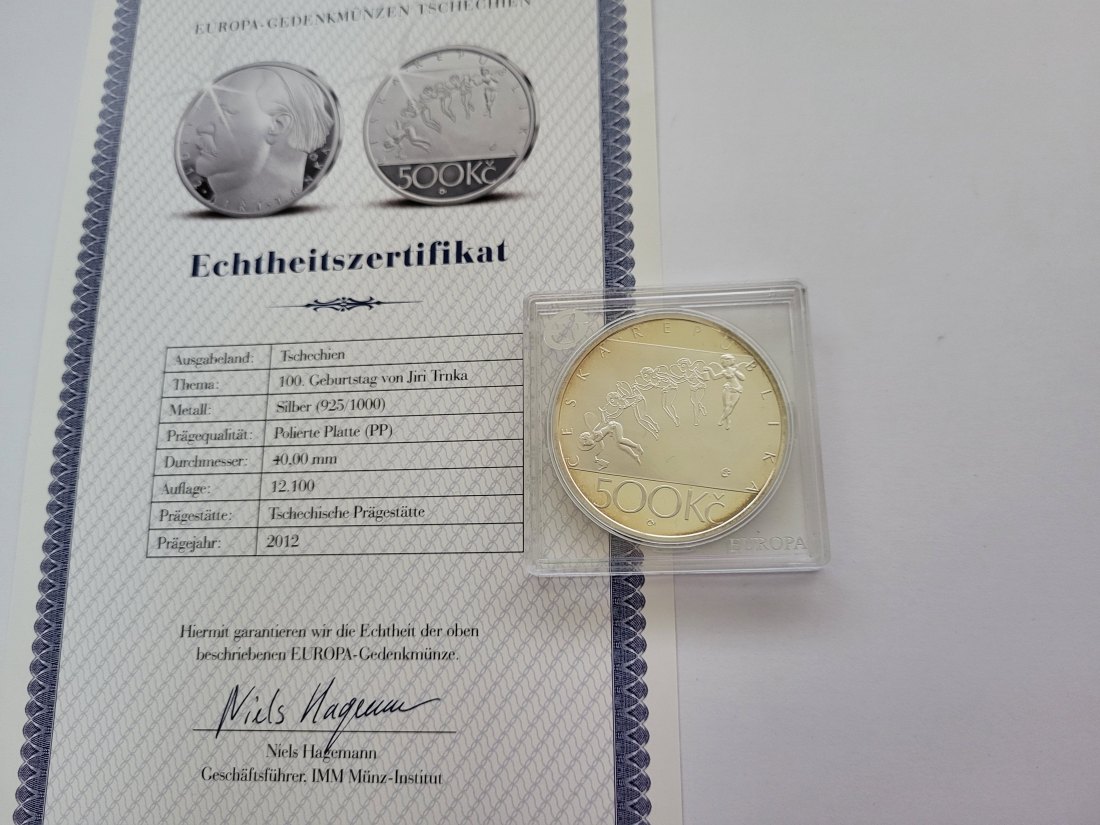 EUROPA-GEDENKMÜNZEN TSCHECHIEN
500Kč
Echtheitszertifikat
Ausgabeland: Tschechien
Thema: 100. Geburtstag von Jiri Trnka
Metall: Silber (925/1000)
Prägequalität: Polierte Platte (PP)
Durchmesser: 40,00 mm
Auflage: 12.100
Prägestätte: Tschechische Prägestätte
Prägejahr: 2012
Hiermit garantieren wir die Echtheit der oben
beschriebenen EUROPA-Gedenkmünze.
Niels Hagemann
Niels Hagemann
Geschäftsführer, IMM Münz-Institut
ČESKÁ REPUBLIKA
500Kč
EUROPA